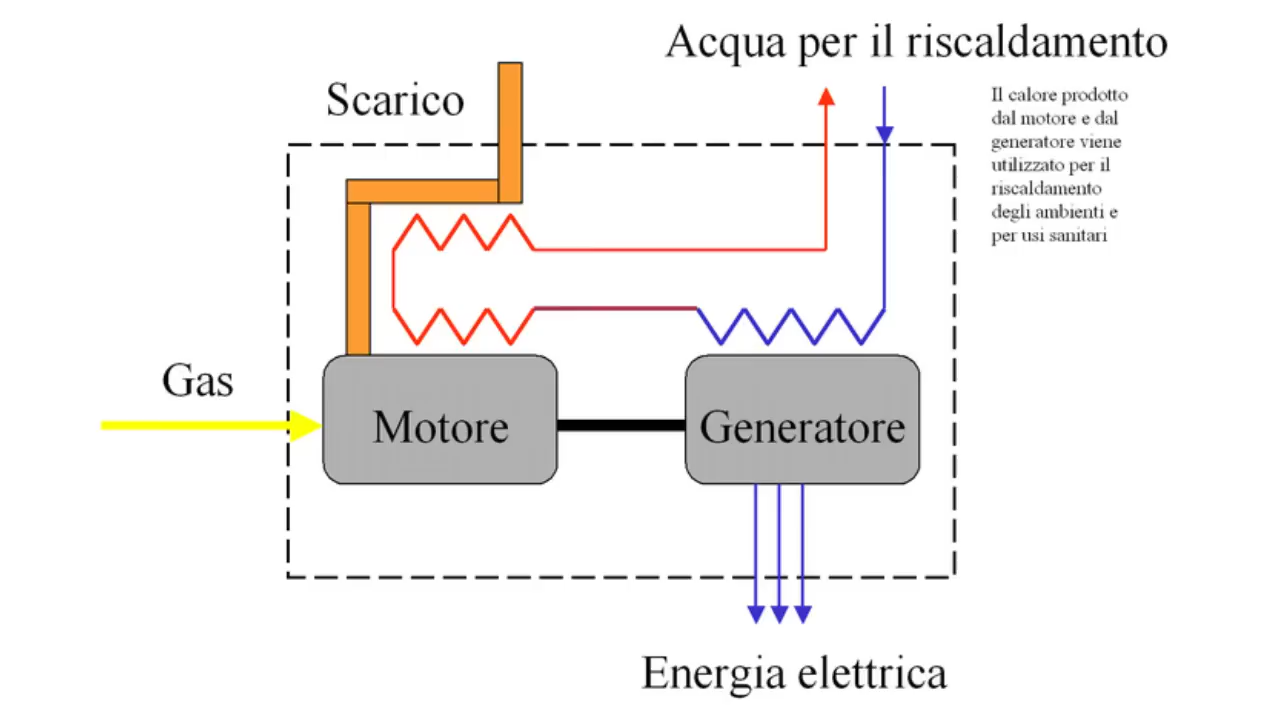 Acqua per il riscaldamento
Scarico
Il calore prodotto
dal motore e dal
generatore viene
utilizzato per il
riscaldamento
degli ambienti e
per usi sanitari
Gas
Motore
Generatore
Energia elettrica